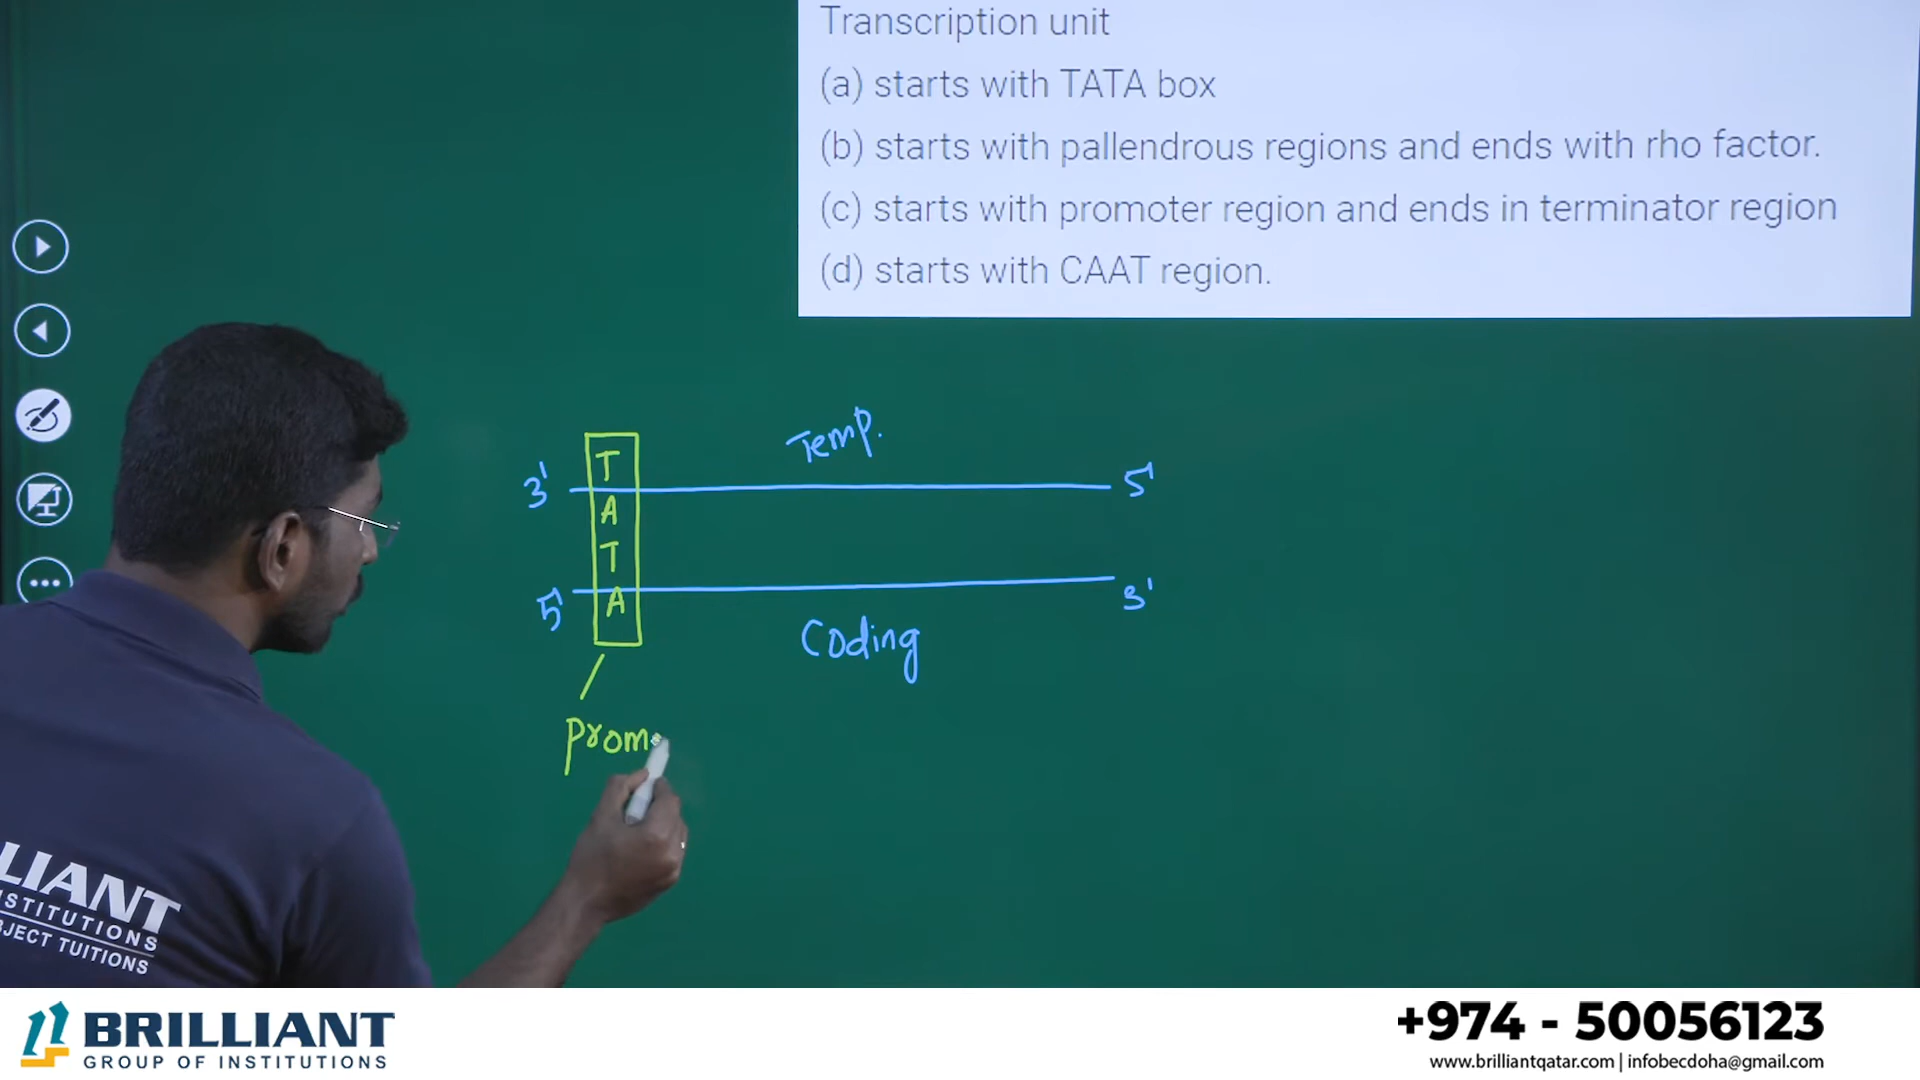 Transcription unit
(a) starts with TATA box
(b) starts with pallendrous regions and ends with rho factor.
(c) starts with promoter region and ends in terminator region
(d) starts with CAAT region.
Temp.
3' 5'
T
A
T
A
5' 3'
Coding
Prom
LIANT
STITUTIONS
JECT TUITIONS
BRILLIANT
GROUP OF INSTITUTIONS
+974 - 50056123
www.brilliantqatar.com | infobecdoha@gmail.com